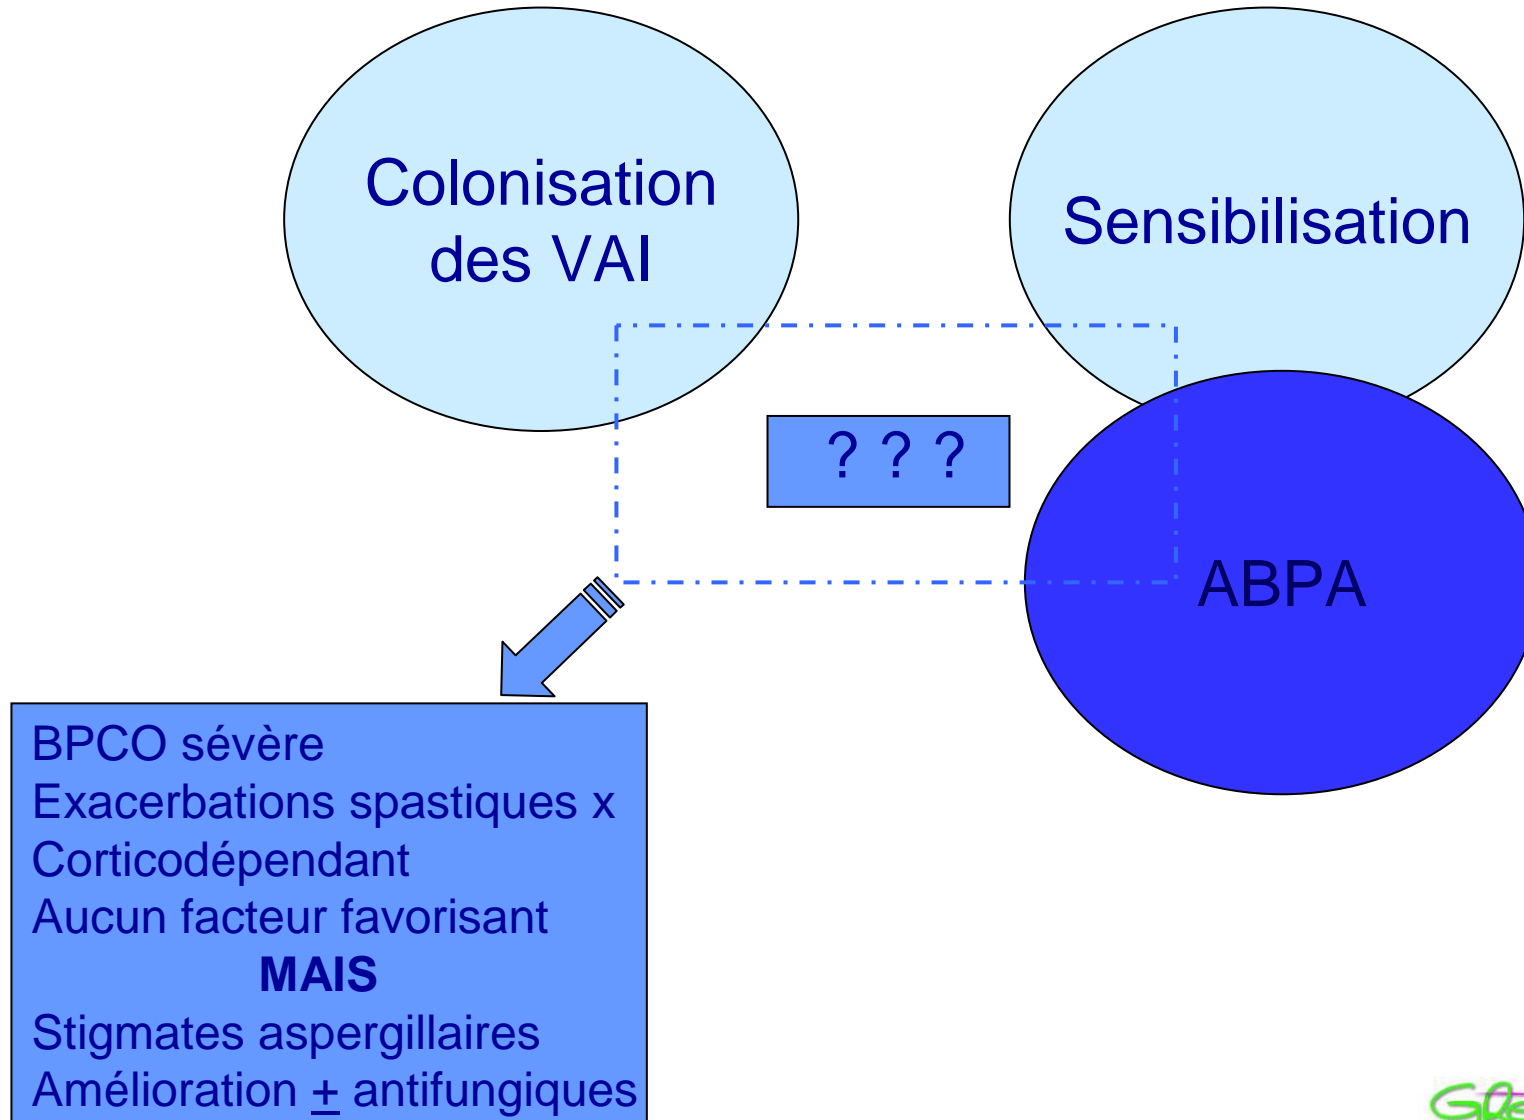 Colonisation
des VAI
Sensibilisation
? ? ?
ABPA
BPCO sévère
Exacerbations spastiques x
Corticodépendant
Aucun facteur favorisant
MAIS
Stigmates aspergillaires
Amélioration + antifungiques